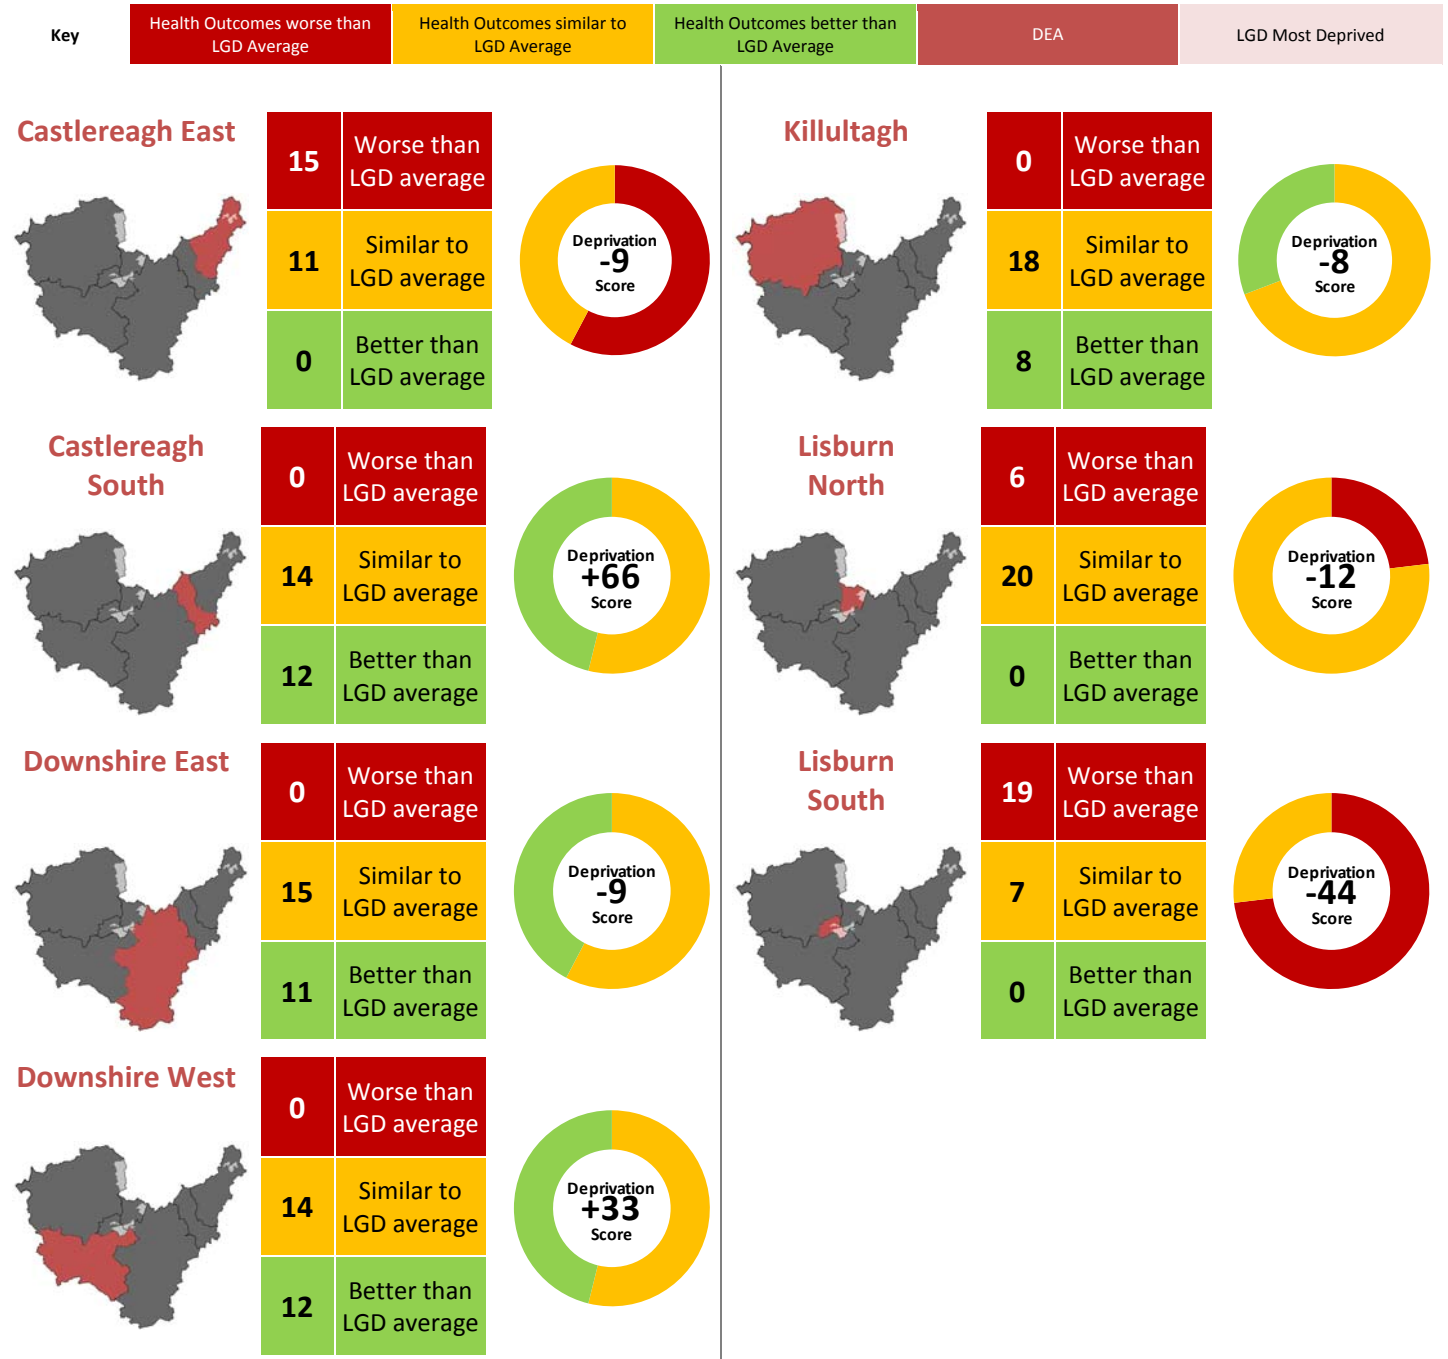 Key
Health Outcomes worse than
LGD Average
Health Outcomes similar to
LGD Average
Health Outcomes better than
LGD Average
DEA
LGD Most Deprived
Castlereagh East
15
Worse than
LGD average
11
Similar to
LGD average
0
Better than
LGD average
Deprivation
-9
Score
Castlereagh
South
0
Worse than
LGD average
14
Similar to
LGD average
12
Better than
LGD average
Deprivation
+66
Score
Downshire East
0
Worse than
LGD average
15
Similar to
LGD average
11
Better than
LGD average
Deprivation
-9
Score
Downshire West
0
Worse than
LGD average
14
Similar to
LGD average
12
Better than
LGD average
Deprivation
+33
Score
Killultagh
0
Worse than
LGD average
18
Similar to
LGD average
8
Better than
LGD average
Deprivation
-8
Score
Lisburn
North
6
Worse than
LGD average
20
Similar to
LGD average
0
Better than
LGD average
Deprivation
-12
Score
Lisburn
South
19
Worse than
LGD average
7
Similar to
LGD average
0
Better than
LGD average
Deprivation
-44
Score